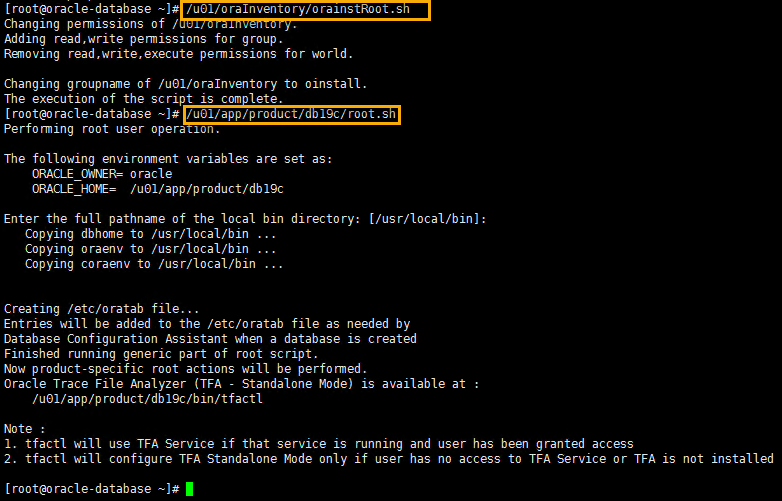 [root@oracle-database ~]# /u01/oraInventory/orainstRoot.sh
Changing permissions of /u01/oraInventory.
Adding read,write permissions for group.
Removing read,write,execute permissions for world.
Changing groupname of /u01/oraInventory to oinstall.
The execution of the script is complete.
[root@oracle-database ~]# /u01/app/product/db19c/root.sh
Performing root user operation.
The following environment variables are set as:
ORACLE_OWNER= oracle
ORACLE_HOME=  /u01/app/product/db19c
Enter the full pathname of the local bin directory: [/usr/local/bin]:
Copying dbhome to /usr/local/bin ...
Copying oraenv to /usr/local/bin ...
Copying coraenv to /usr/local/bin ...
Creating /etc/oratab file...
Entries will be added to the /etc/oratab file as needed by
Database Configuration Assistant when a database is created
Finished running generic part of root script.
Now product-specific root actions will be performed.
Oracle Trace File Analyzer (TFA - Standalone Mode) is available at :
/u01/app/product/db19c/bin/tfactl
Note :
1. tfactl will use TFA Service if that service is running and user has been granted access
2. tfactl will configure TFA Standalone Mode only if user has no access to TFA Service or TFA is not installed
[root@oracle-database ~]#